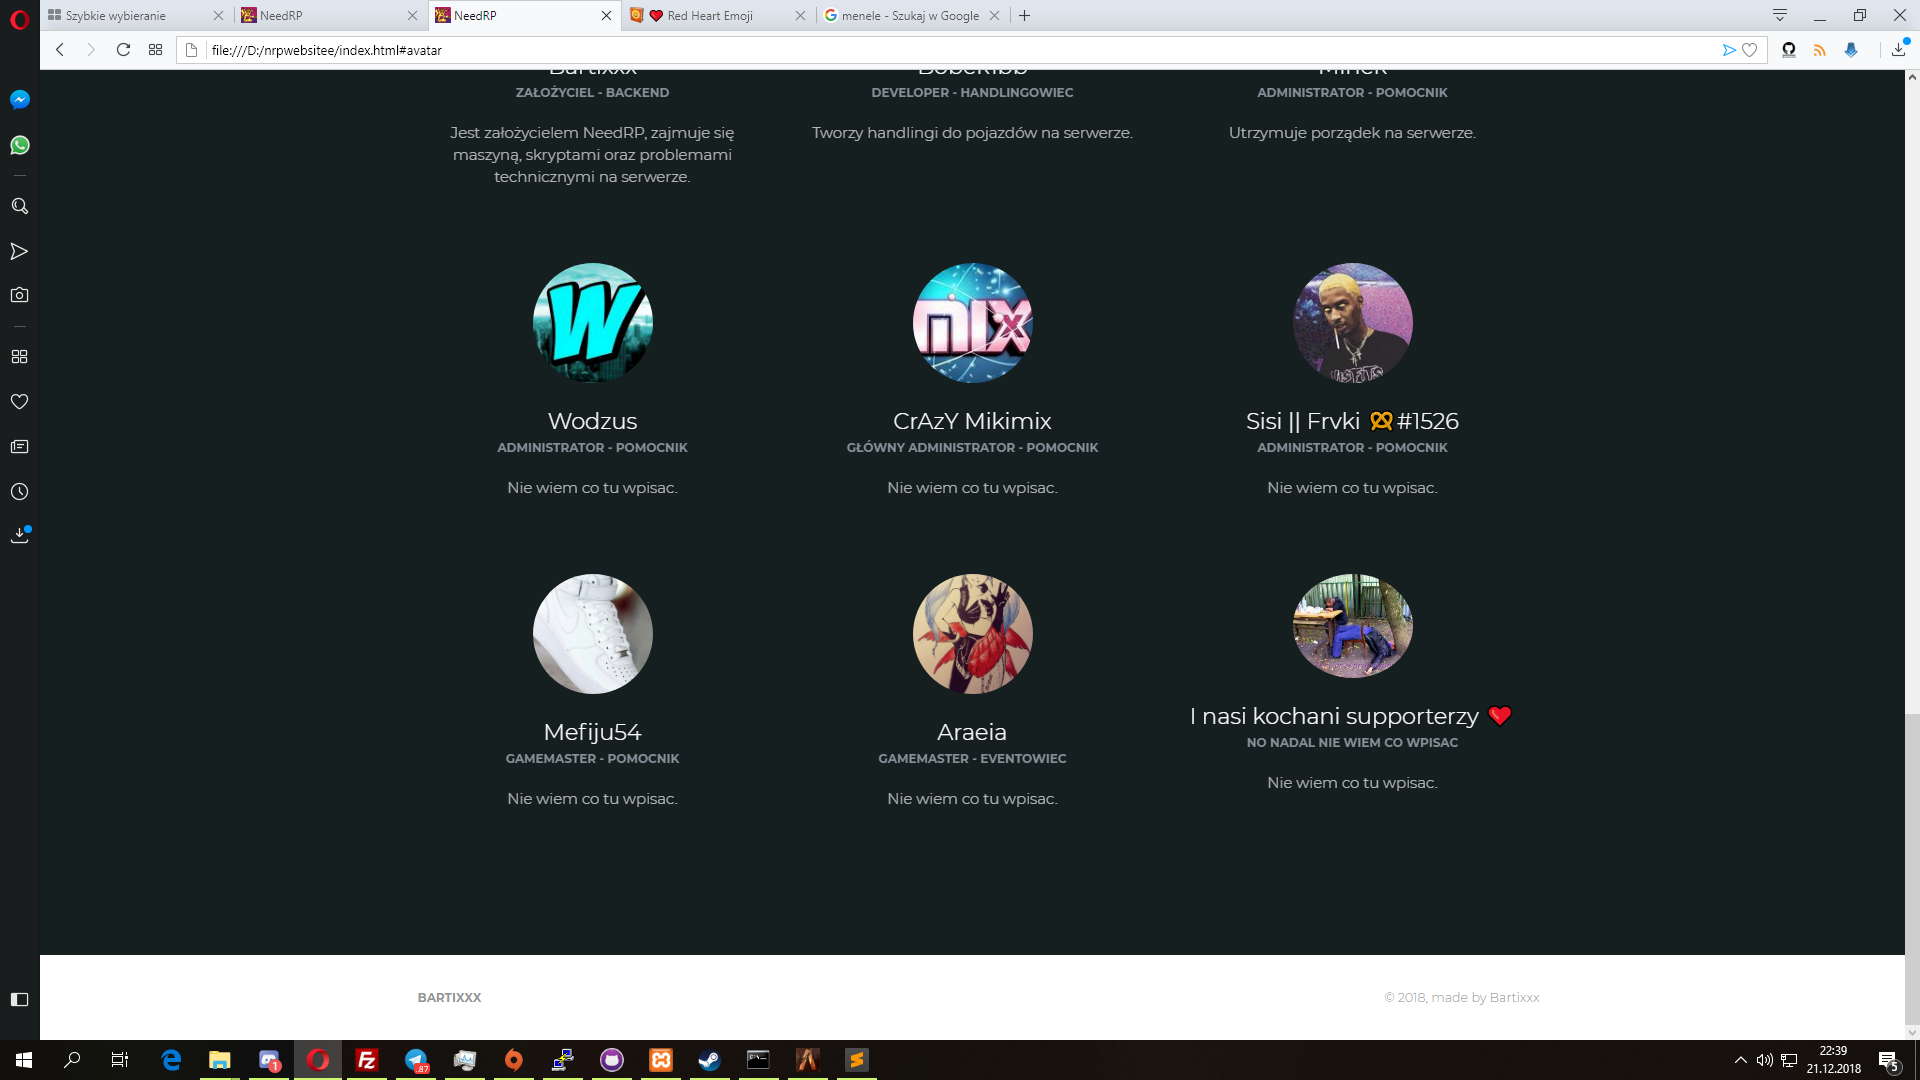 Szybkie wybieranie
NeedRP
NeedRP
Red Heart Emoji
menele - Szukaj w Google
file:///D:/nrpwebsitee/index.html#avatar
Bartixxx
ZAŁOŻYCIEL - BACKEND
Jest założycielem NeedRP, zajmuje się
maszyną, skryptami oraz problemami
technicznymi na serwerze.
DEVELOPER - HANDLINGOWIEC
Tworzy handlingi do pojazdów na serwerze.
ADMINISTRATOR - POMOCNIK
Utrzymuje porządek na serwerze.
W
Wodzus
ADMINISTRATOR - POMOCNIK
Nie wiem co tu wpisac.
MIX
CrAzY Mikimix
GŁÓWNY ADMINISTRATOR - POMOCNIK
Nie wiem co tu wpisac.
Sisi || Frvki 🥨#1526
ADMINISTRATOR - POMOCNIK
Nie wiem co tu wpisac.
Mefiju54
GAMEMASTER - POMOCNIK
Nie wiem co tu wpisac.
Araeia
GAMEMASTER - EVENTOWIEC
Nie wiem co tu wpisac.
I nasi kochani supporterzy ❤️
NO NADAL NIE WIEM CO WPISAC
Nie wiem co tu wpisac.
BARTIXXX
© 2018, made by Bartixxx
1
.87
22:39
21.12.2018
5